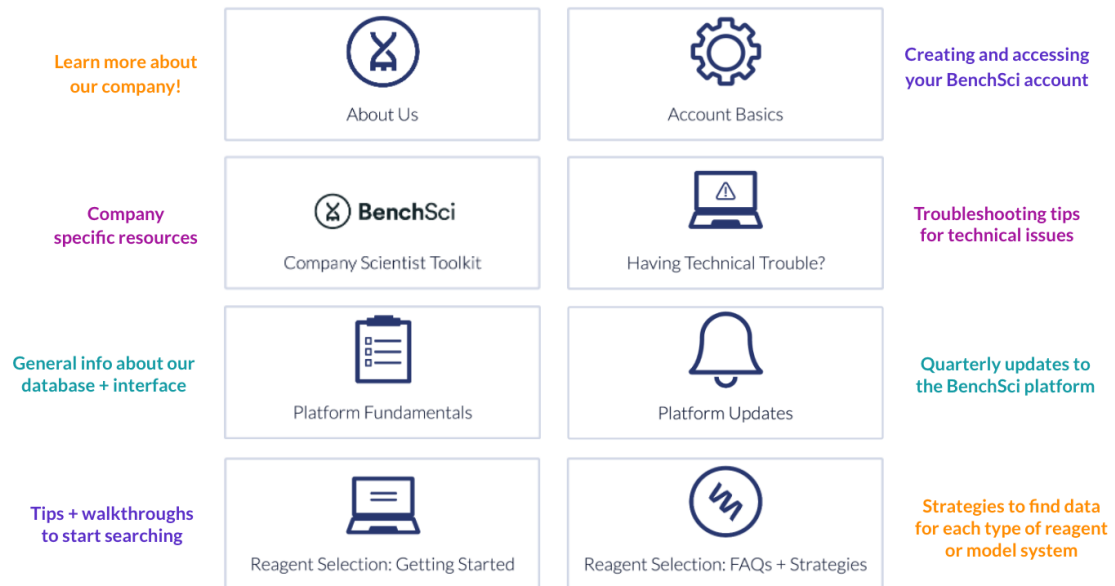 Learn more about
our company!
About Us
Account Basics
Creating and accessing
your BenchSci account
Company
specific resources
BenchSci
Company Scientist Toolkit
Having Technical Trouble?
Troubleshooting tips
for technical issues
General info about our
database + interface
Platform Fundamentals
Platform Updates
Quarterly updates to
the BenchSci platform
Tips + walkthroughs
to start searching
Reagent Selection: Getting Started
Reagent Selection: FAQs + Strategies
Strategies to find data
for each type of reagent
or model system